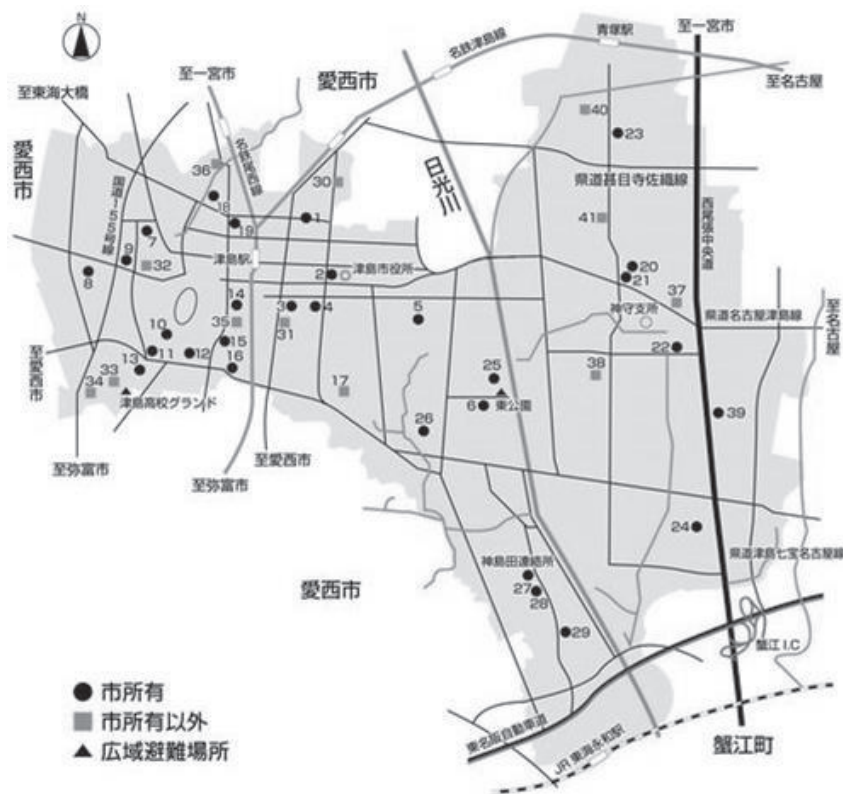 N
至一宮市
青塚駅
名鉄津島線
至一宮市
至名古屋
愛西市
至東海大橋
名鉄尾西線
日光川
愛西市
国道155号線
40
23
36
30
県道甚目寺佐織線
西尾張中央道
18
19
1
41
7
9
32
8
津島駅
2
津島市役所
20
21
37
至名古屋
14
3
4
5
神守支所
県道名古屋津島線
35
31
10
15
22
11
12
16
13
至愛西市
25
38
33
34
17
津島高校グランド
6
東公園
39
26
至弥富市
至弥富市
至愛西市
24
県道津島七宝名古屋線
神島田連絡所
27
28
愛西市
29
蟹江I.C
市所有
市所有以外
広域避難場所
東名阪自動車道
JR東海永和駅
蟹江町